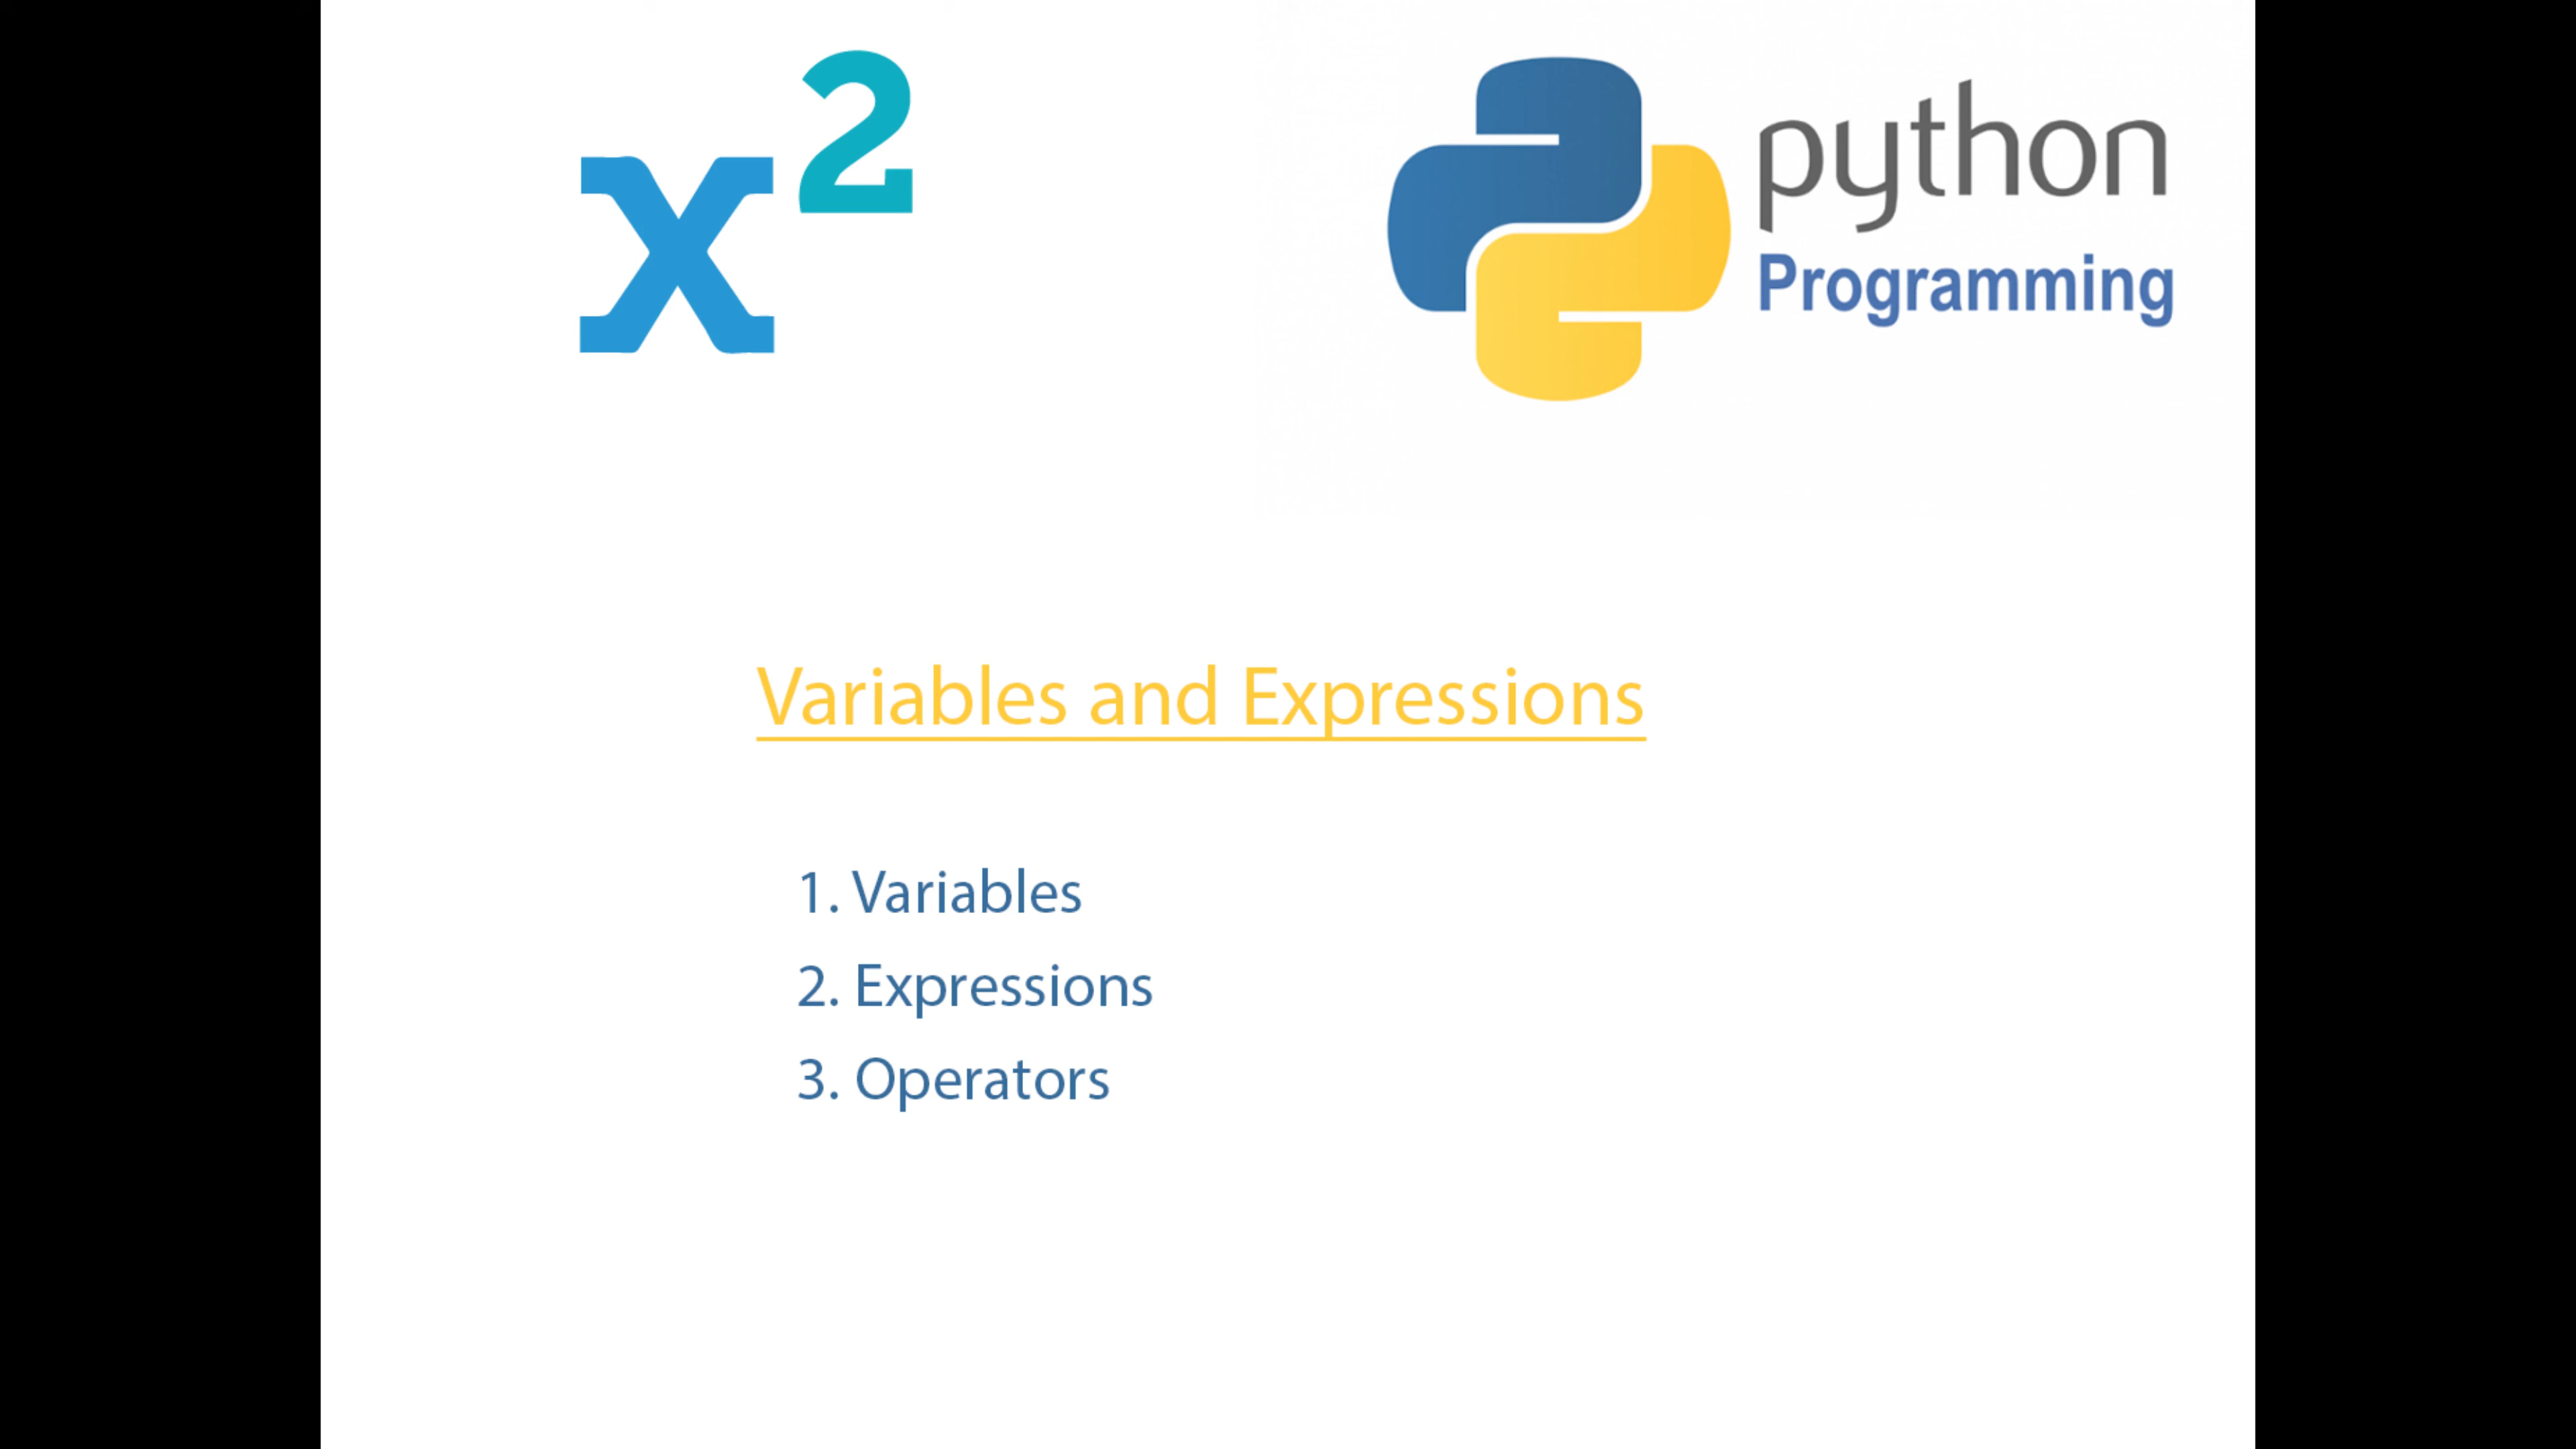 x²
python
Programming
Variables and Expressions
1. Variables
2. Expressions
3. Operators